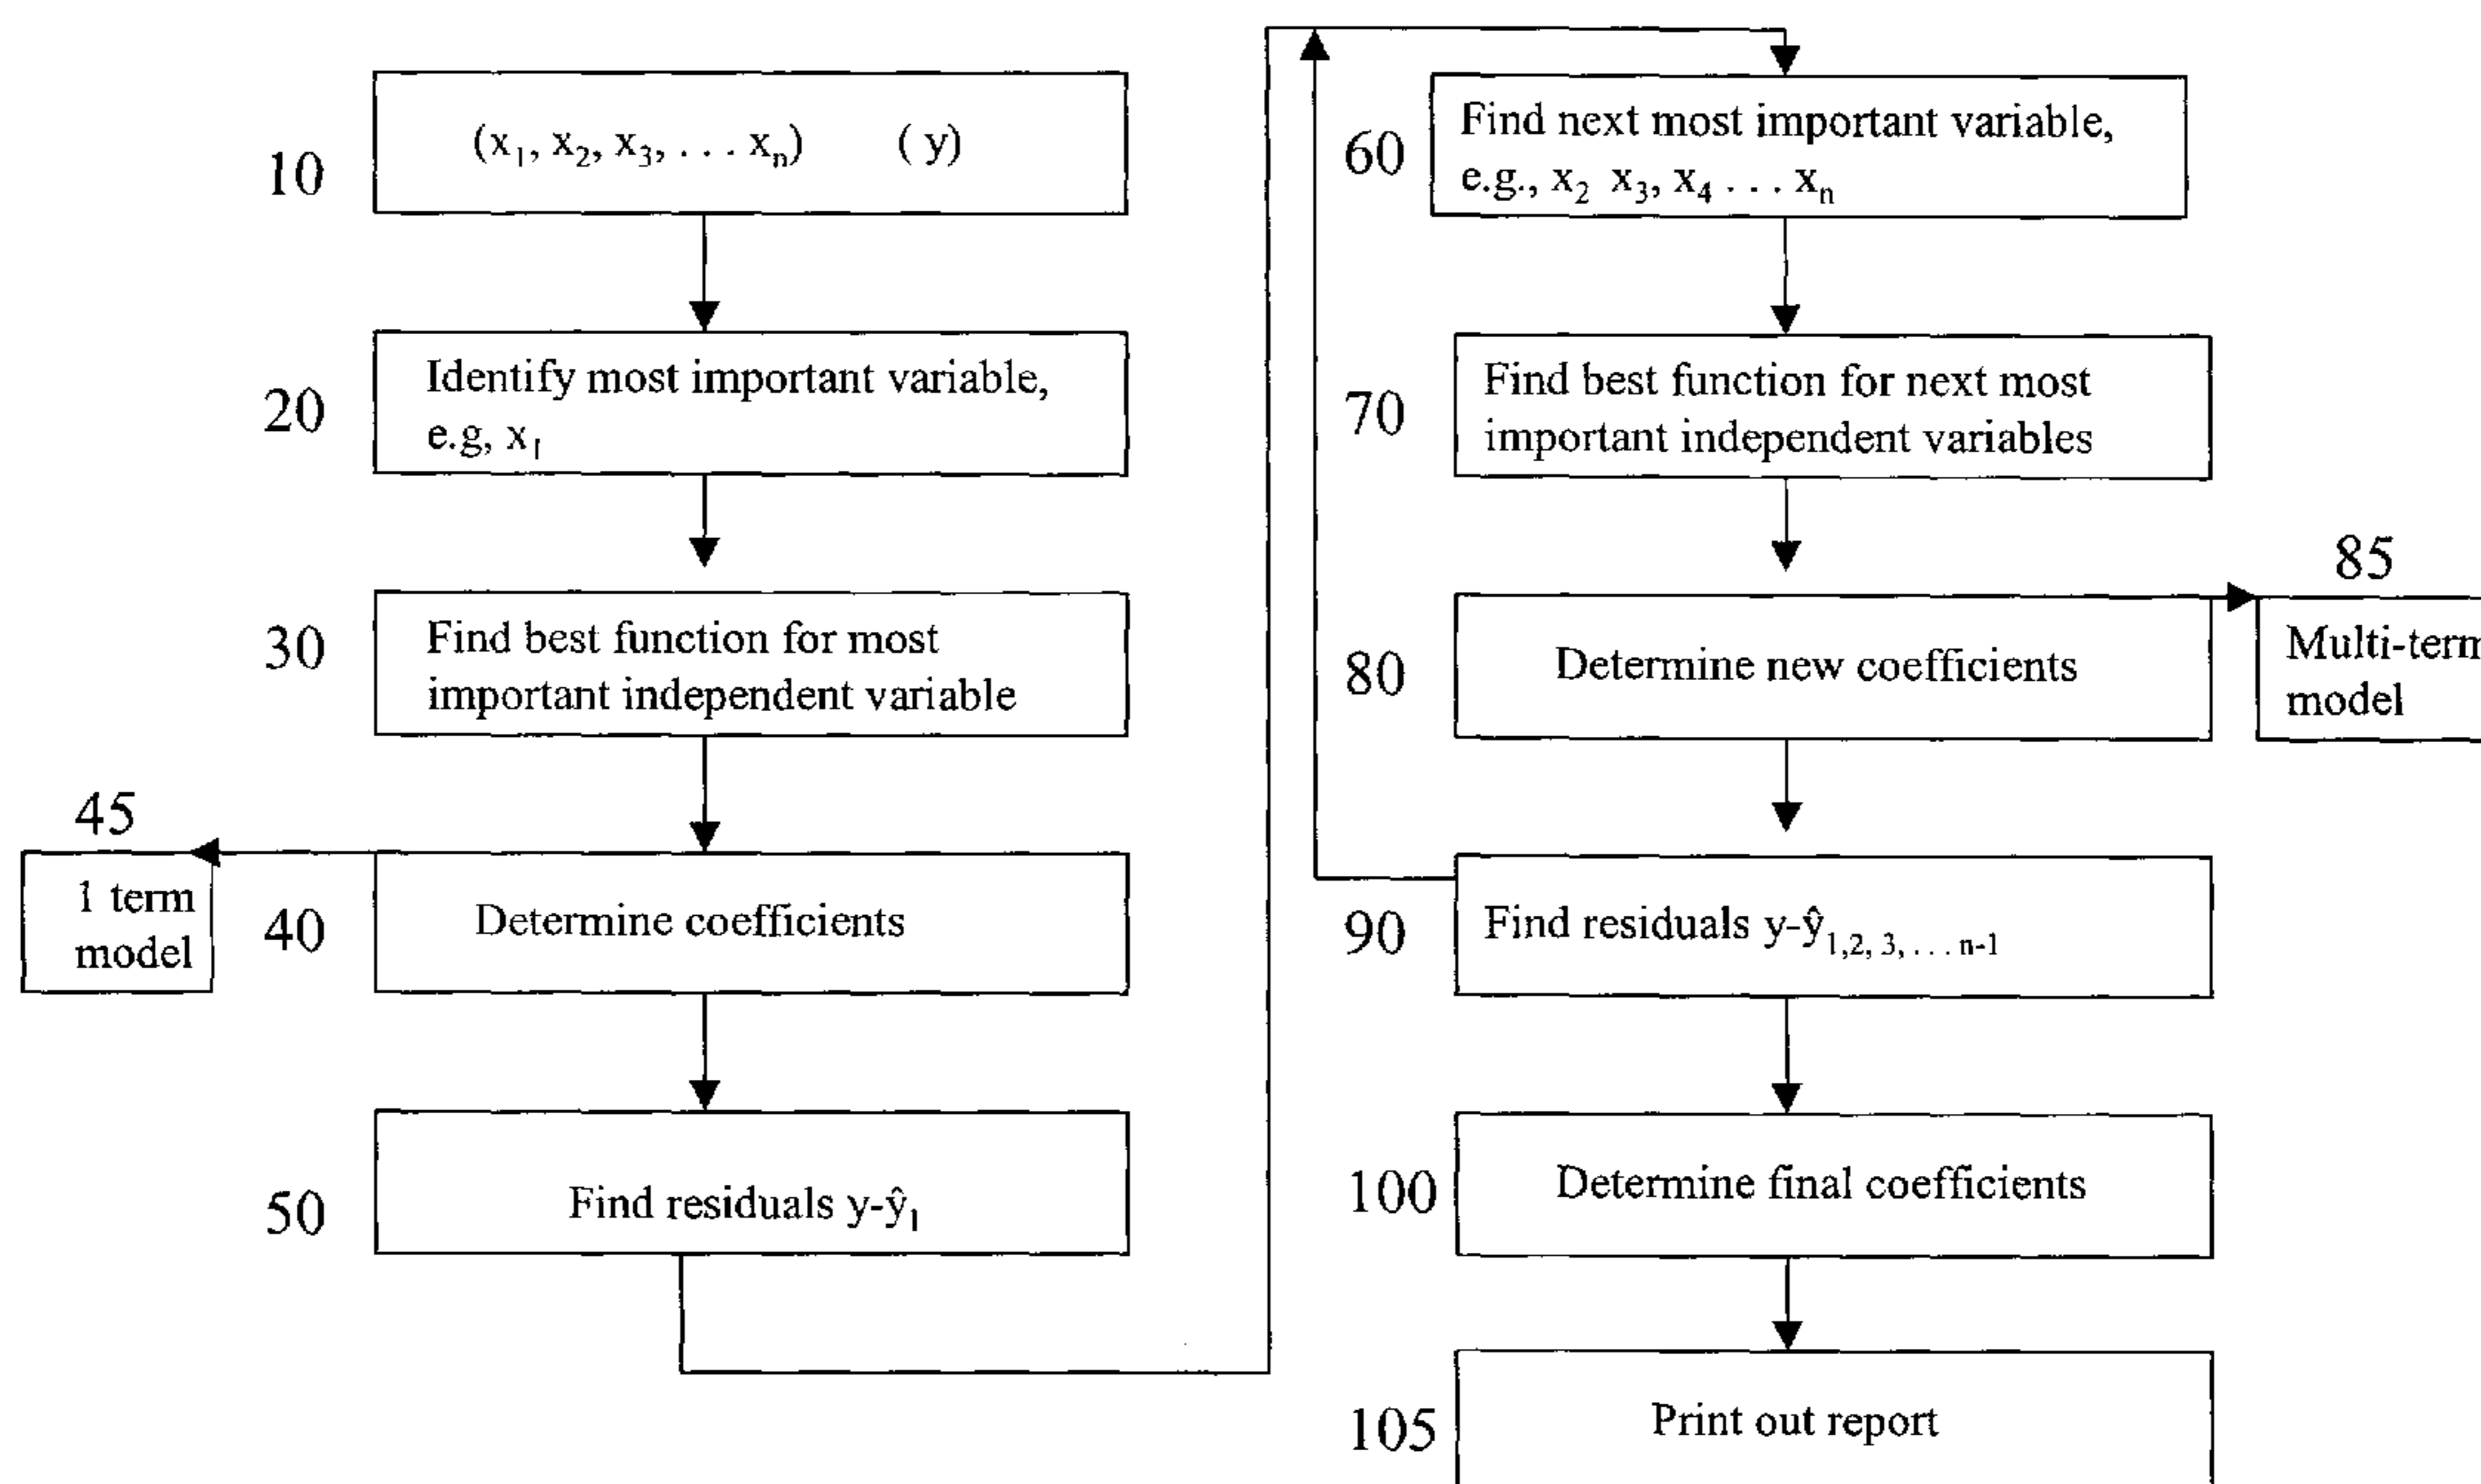 10
(x₁, x₂, x₃, . . . xₙ) ( y)
20
Identify most important variable,
e.g, x₁
30
Find best function for most
important independent variable
45
1 term
model
40
Determine coefficients
50
Find residuals y-ŷ₁
60
Find next most important variable,
e.g., x₂ x₃, x₄ . . . xₙ
70
Find best function for next most
important independent variables
80
Determine new coefficients
85
Multi-term
model
90
Find residuals y-ŷ₁,₂, ₃, . . . ₙ₋₁
100
Determine final coefficients
105
Print out report